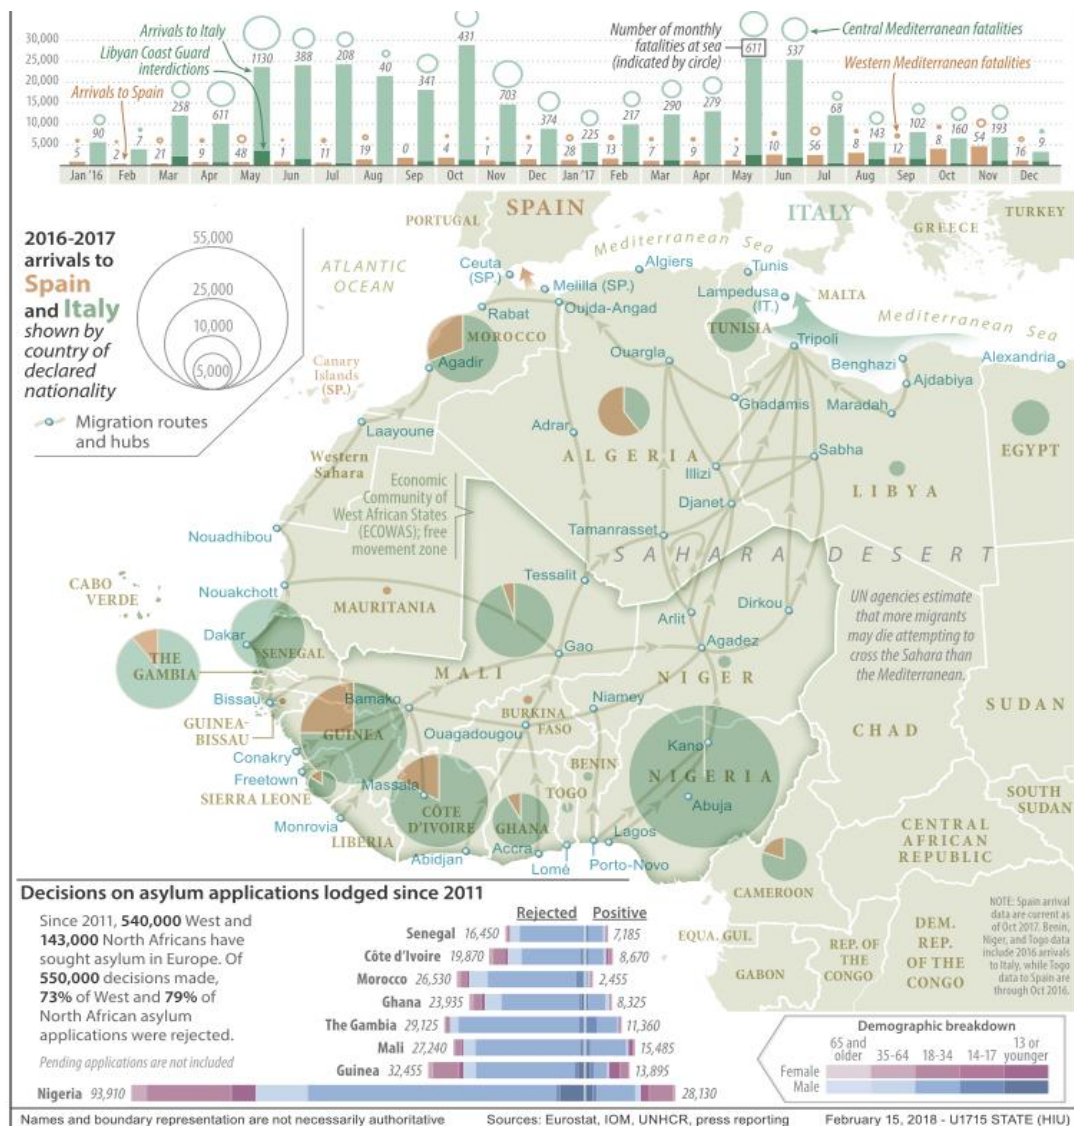 30,000
25,000
20,000
15,000
10,000
5,000
Arrivals to Italy
Libyan Coast Guard
interdictions
Arrivals to Spain
Number of monthly
fatalities at sea
(indicated by circle)
Central Mediterranean fatalities
Western Mediterranean fatalities
90
7
258
611
1130
388
208
40
341
431
703
374
225
217
290
279
611
537
68
143
102
160
193
9
5
2
21
9
48
1
11
19
0
4
1
7
28
13
7
9
2
10
56
8
12
8
54
16
Jan '16 Feb Mar Apr May Jun Jul Aug Sep Oct Nov Dec Jan '17 Feb Mar Apr May Jun Jul Aug Sep Oct Nov Dec
2016-2017
arrivals to
Spain
and Italy
shown by
country of
declared
nationality
55,000
25,000
10,000
5,000
Migration routes
and hubs
PORTUGAL
SPAIN
ITALY
GREECE
TURKEY
ATLANTIC
OCEAN
Mediterranean Sea
Ceuta
(SP.)
Melilla (SP.)
Algiers
Tunis
Lampedusa
(IT.)
MALTA
Oujda-Angad
Rabat
MOROCCO
TUNISIA
Mediterranean Sea
Tripoli
Benghazi
Alexandria
Agadir
Canary
Islands
(SP.)
Ouargla
Ajdabiya
Ghadamis
Maradah
Laayoune
Adrar
ALGERIA
Sabha
EGYPT
Western
Sahara
Illizi
LIBYA
Economic
Community of
West African States
(ECOWAS); free
movement zone
Djanet
Tamanrasset
SAHARA DESERT
Nouadhibou
Tessalit
CABO
VERDE
Nouakchott
MAURITANIA
Arlit
Dirkou
UN agencies estimate
that more migrants
may die attempting to
cross the Sahara than
the Mediterranean.
Dakar
SENEGAL
THE
GAMBIA
Gao
Agadez
MALI
NIGER
Bissau
Bamako
Niamey
BURKINA
FASO
GUINEA-
BISSAU
GUINEA
Ouagadougou
CHAD
SUDAN
Conakry
Freetown
SIERRA LEONE
Massala
BENIN
Kano
NIGERIA
Abuja
Monrovia
LIBERIA
CÔTE
D'IVOIRE
GHANA
TOGO
SOUTH
SUDAN
Abidjan
Accra
Lomé
Lagos
Porto-Novo
CENTRAL
AFRICAN
REPUBLIC
CAMEROON
EQUA. GUL.
GABON
REP. OF
THE
CONGO
DEM.
REP.
OF THE
CONGO
NOTE: Spain arrival
data are current as
of Oct 2017. Benin,
Niger, and Togo data
include 2016 arrivals
to Italy, while Togo
data to Spain are
through Oct 2016.
Decisions on asylum applications lodged since 2011
Since 2011, 540,000 West and
143,000 North Africans have
sought asylum in Europe. Of
550,000 decisions made,
73% of West and 79% of
North African asylum
applications were rejected.
Pending applications are not included
Rejected Positive
Senegal 16,450 7,185
Côte d'Ivoire 19,870 8,670
Morocco 26,530 2,455
Ghana 23,935 8,325
The Gambia 29,125 11,360
Mali 27,240 15,485
Guinea 32,455 13,895
Nigeria 93,910 28,130
Demographic breakdown
65 and
older
35-64
18-34
14-17
13 or
younger
Female
Male
Names and boundary representation are not necessarily authoritative
Sources: Eurostat, IOM, UNHCR, press reporting
February 15, 2018 - U1715 STATE (HIU)